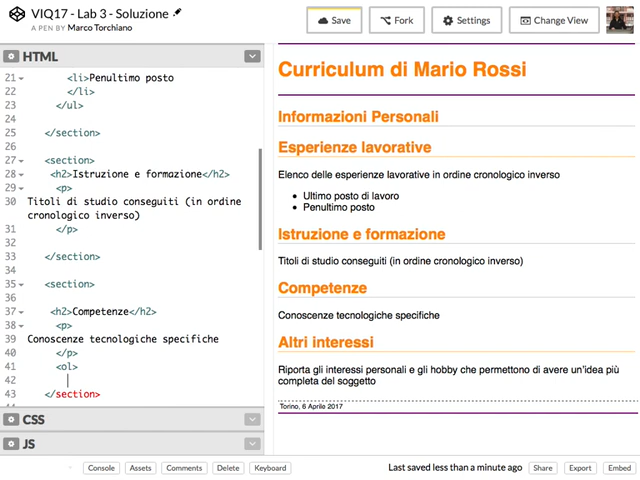 VIQ17 - Lab 3 - Soluzione
A PEN BY Marco Torchiano
Save
Fork
Settings
Change View
HTML
21 <li>Penultimo posto
22 </li>
23 </ul>
24
25 </section>
26
27 <section>
28 <h2>Istruzione e formazione</h2>
29 <p>
30 Titoli di studio conseguiti (in ordine
cronologico inverso)
31 </p>
32
33 </section>
34
35 <section>
36
37 <h2>Competenze</h2>
38 <p>
39 Conoscenze tecnologiche specifiche
40 </p>
41 <ol>
42
43 </section>
CSS
JS
Curriculum di Mario Rossi
Informazioni Personali
Esperienze lavorative
Elenco delle esperienze lavorative in ordine cronologico inverso
• Ultimo posto di lavoro
• Penultimo posto
Istruzione e formazione
Titoli di studio conseguiti (in ordine cronologico inverso)
Competenze
Conoscenze tecnologiche specifiche
Altri interessi
Riporta gli interessi personali e gli hobby che permettono di avere un'idea più
completa del soggetto
Torino, 6 Aprile 2017
Console
Assets
Comments
Delete
Keyboard
Last saved less than a minute ago
Share
Export
Embed